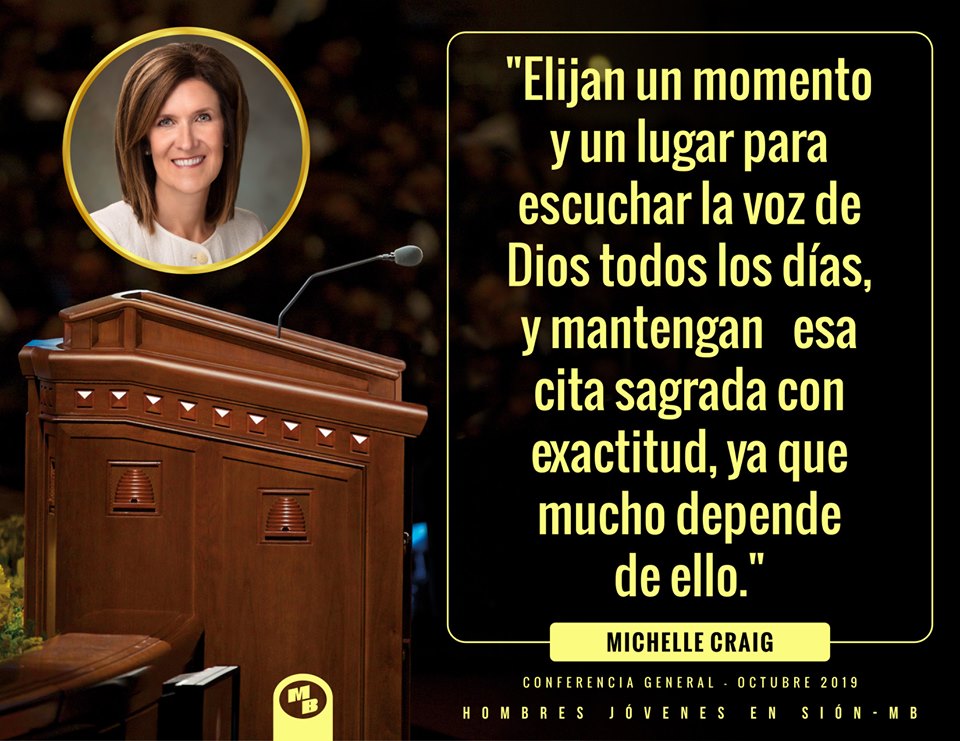 "Elijan un momento
y un lugar para
escuchar la voz de
Dios todos los días,
y mantengan esa
cita sagrada con
exactitud, ya que
mucho depende
de ello."
MICHELLE CRAIG
CONFERENCIA GENERAL - OCTUBRE 2019
HOMBRES JÓVENES EN SIÓN-MB
MB